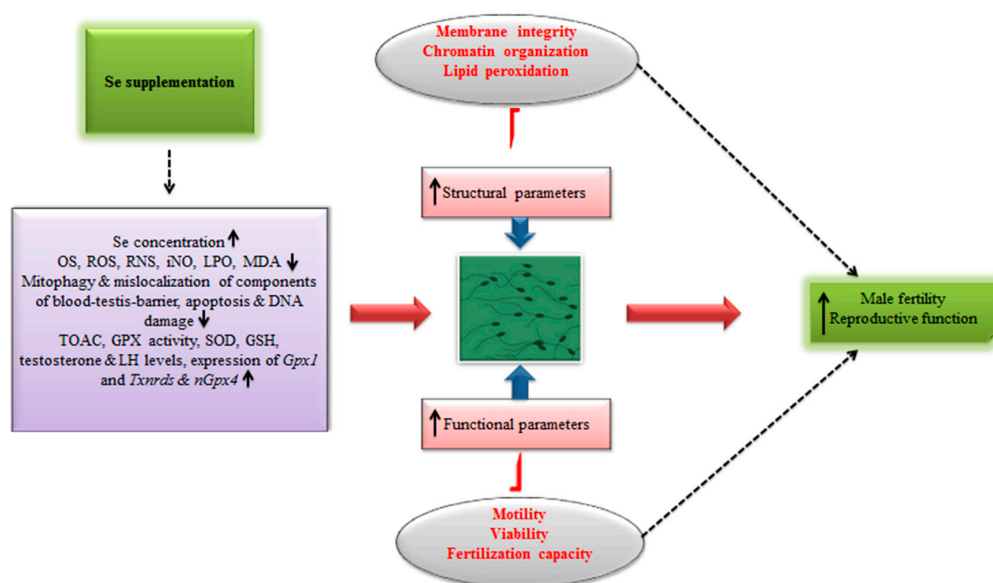 Membrane integrity
Chromatin organization
Lipid peroxidation
Se supplementation
↑ Structural parameters
Se concentration ↑
OS, ROS, RNS, iNO, LPO, MDA ↓
Mitophagy & mislocalization of components
of blood-testis-barrier, apoptosis & DNA
damage ↓
TOAC, GPX activity, SOD, GSH,
testosterone & LH levels, expression of Gpx1
and Txnrds & nGpx4 ↑
↑ Male fertility
Reproductive function
↑ Functional parameters
Motility
Viability
Fertilization capacity